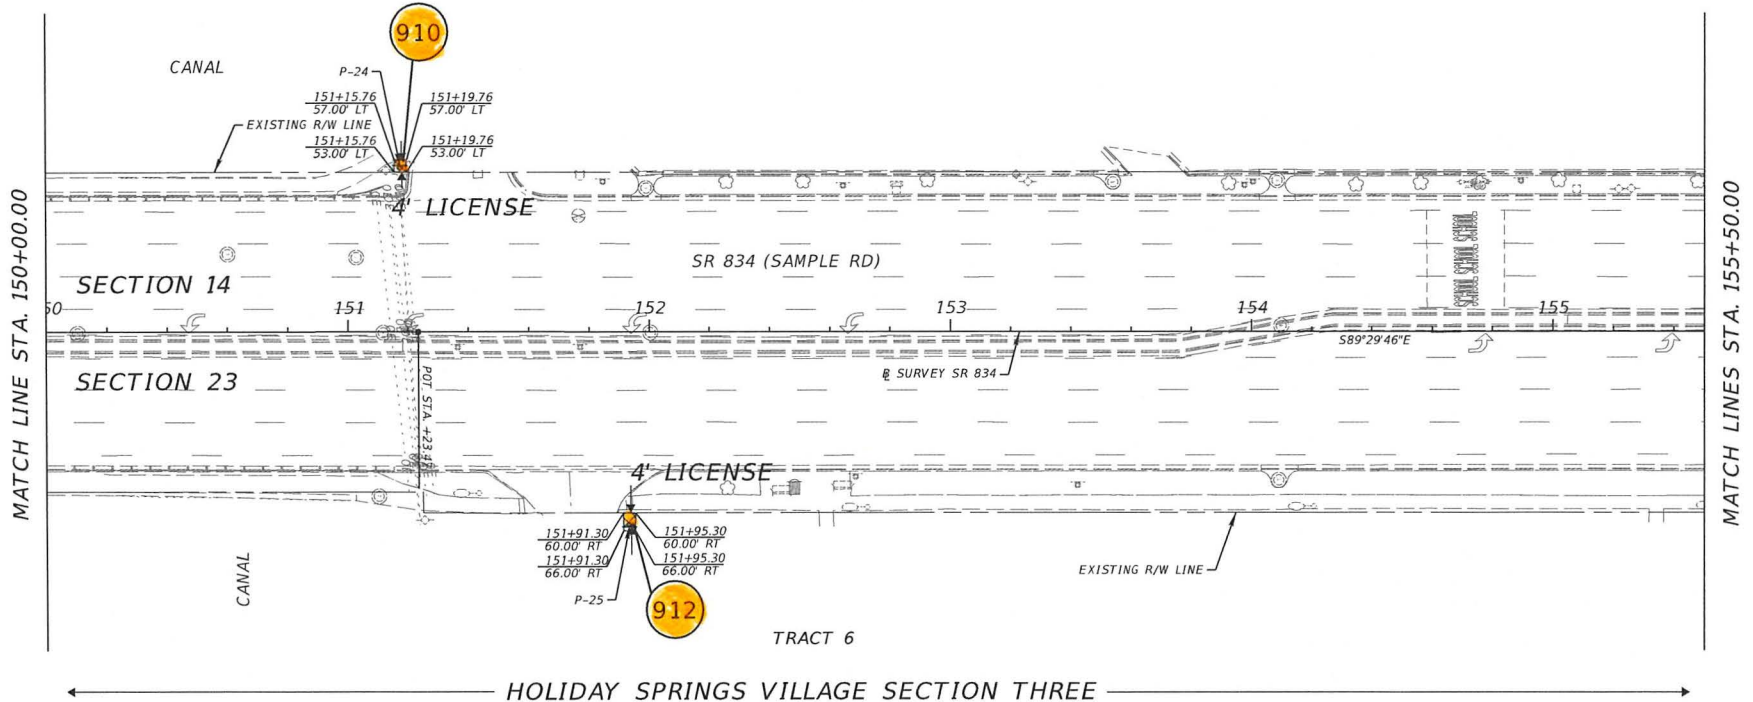 910
CANAL
P-24
151+15.76
57.00' LT
151+19.76
57.00' LT
EXISTING R/W LINE
151+15.76
53.00' LT
151+19.76
53.00' LT
4' LICENSE
MATCH LINE STA. 150+00.00
MATCH LINES STA. 155+50.00
SR 834 (SAMPLE RD)
SECTION 14
50
151
152
153
154
155
S89°29'46"E
SECTION 23
℄ SURVEY SR 834
POT STA. +23.45
4' LICENSE
151+91.30
60.00' RT
151+95.30
60.00' RT
151+91.30
66.00' RT
151+95.30
66.00' RT
EXISTING R/W LINE
CANAL
P-25
912
TRACT 6
HOLIDAY SPRINGS VILLAGE SECTION THREE